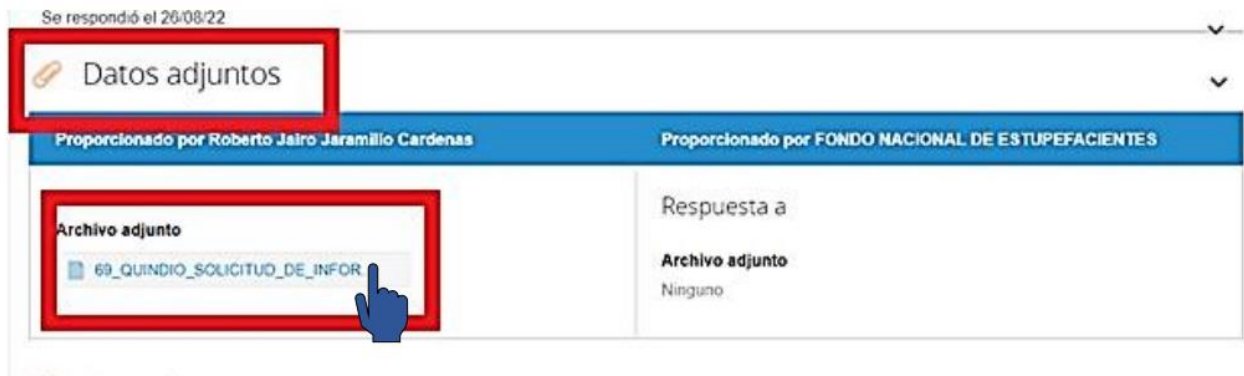 Se respondió el 26/08/22
Datos adjuntos
Proporcionado por Roberto Jairo Jaramillo Cardenas
Proporcionado por FONDO NACIONAL DE ESTUPEFACIENTES
Archivo adjunto
69_QUINDIO_SOLICITUD_DE_INFOR
Respuesta a
Archivo adjunto
Ninguno